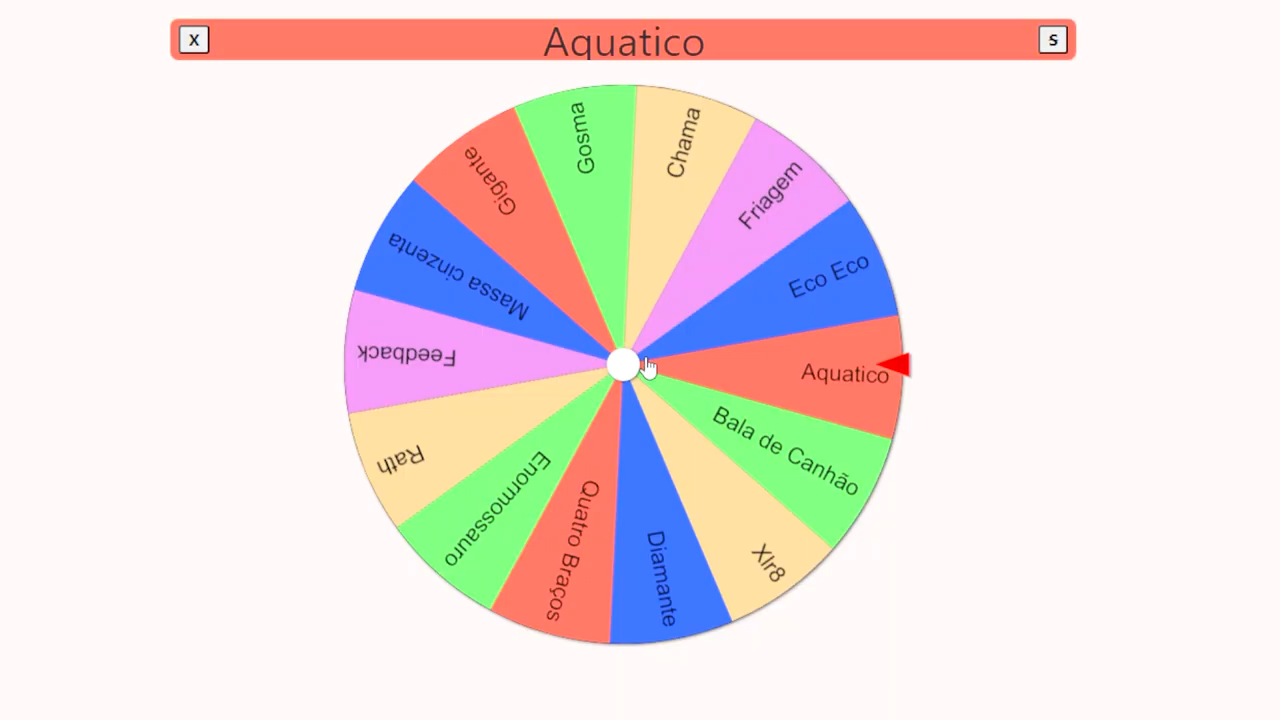 X
Aquatico
S
Gosma
Chama
Friagem
Eco Eco
Aquatico
Bala de Canhão
Xlr8
Diamante
Quatro Braços
Enormossauro
Rath
Feedback
Massa cinzenta
Gigante